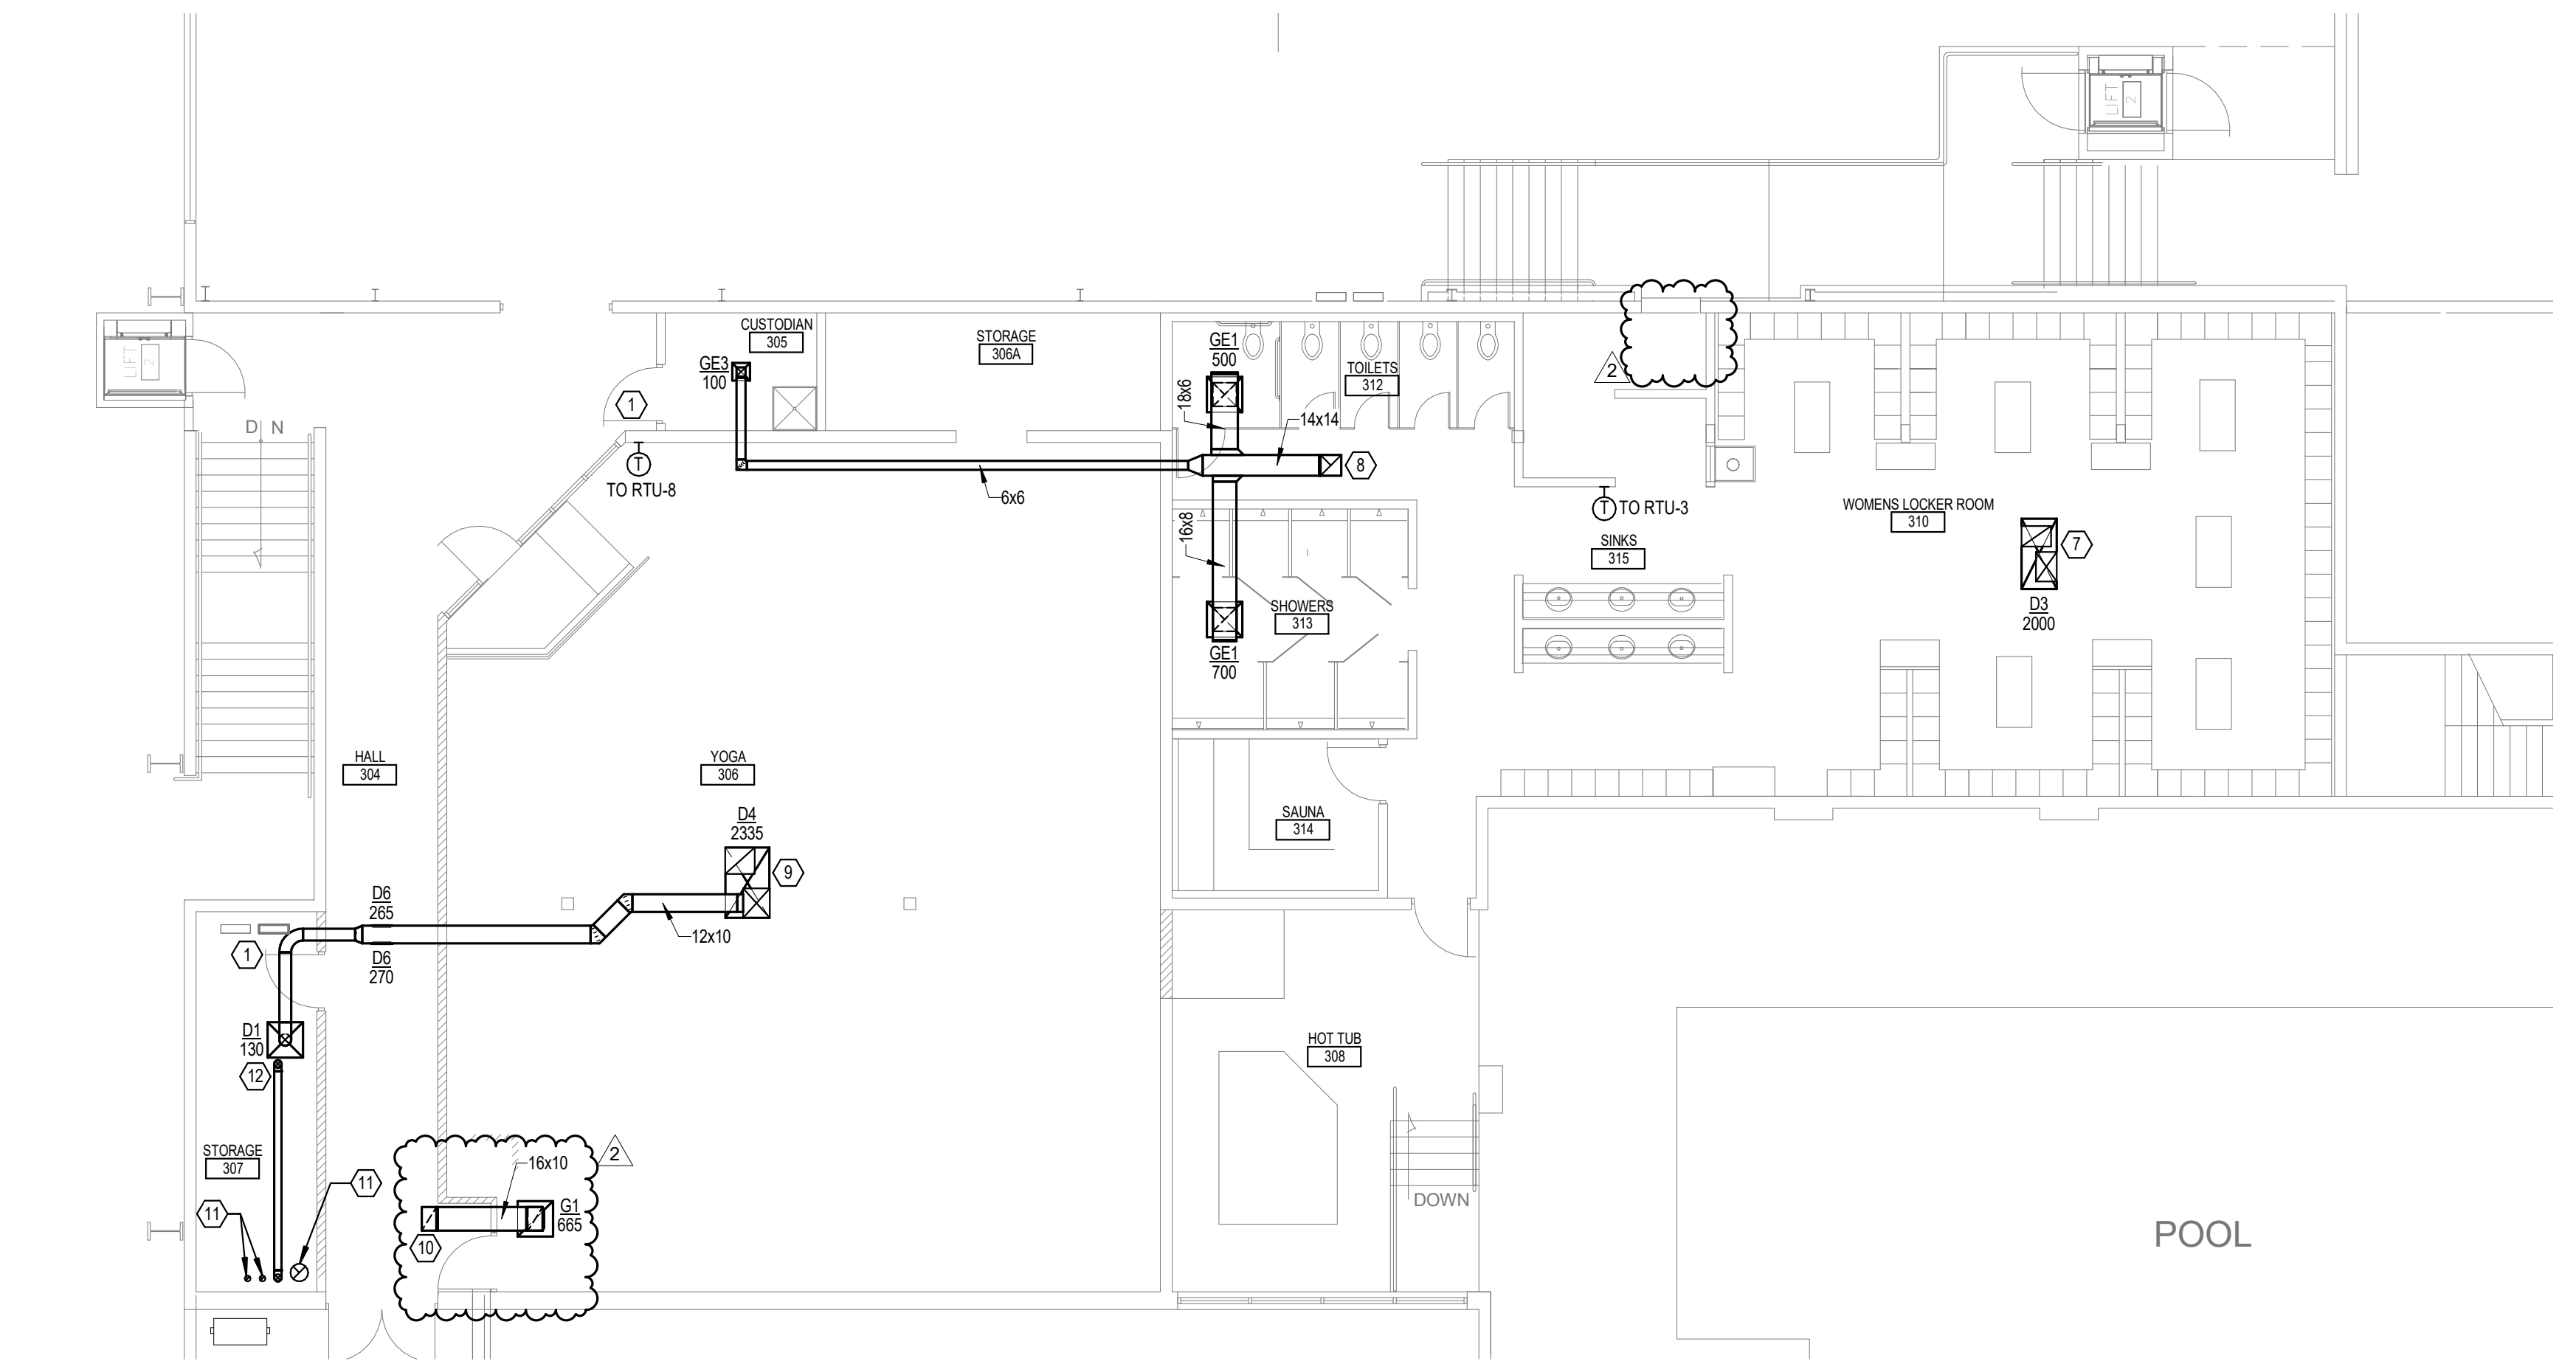 LIFT
2
CUSTODIAN
305
STORAGE
306A
GE3
100
GE1
500
18x6
TOILETS
312
14x14
2
LIFT
2
1
D N
T
TO RTU-8
6x6
8
16x8
T TO RTU-3
WOMENS LOCKER ROOM
310
7
SINKS
315
D3
2000
SHOWERS
313
GE1
700
HALL
304
YOGA
306
D4
2335
9
SAUNA
314
D6
265
12x10
1
D6
270
D1
130
12
HOT TUB
308
STORAGE
307
11
11
16x10
2
G1
665
10
DOWN
POOL